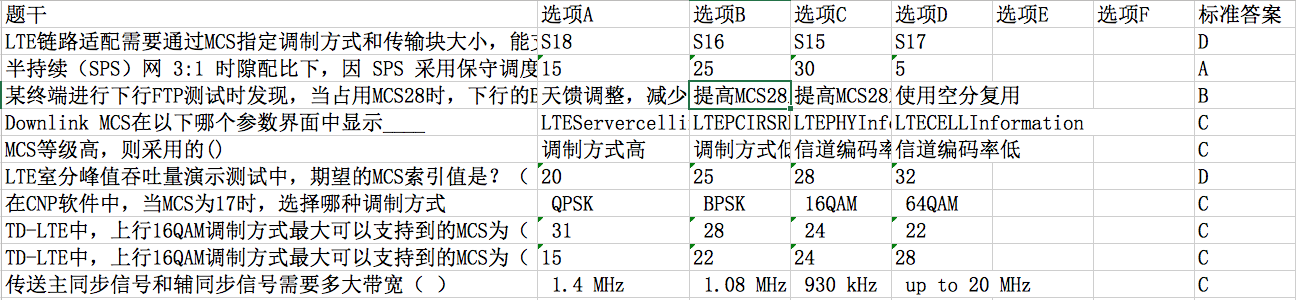 题干 选项A 选项B 选项C 选项D 选项E 选项F 标准答案
LTE链路适配需要通过MCS指定调制方式和传输块大小，能 S18 S16 S15 S17 D
半持续（SPS）网 3:1 时隙配比下，因 SPS 采用保守调度 15 25 30 5 A
某终端进行下行FTP测试时发现，当占用MCS28时，下行的 天馈调整，减少 提高MCS28 提高MCS28 使用空分复用 B
Downlink MCS在以下哪个参数界面中显示____ LTEServercelli LTEPCIRSR LTEPHYInf LTECELLInformation C
MCS等级高，则采用的() 调制方式高 调制方式低 信道编码率 信道编码率低 C
LTE室分峰值吞吐量演示测试中，期望的MCS索引值是？（ 20 25 28 32 D
在CNP软件中，当MCS为17时，选择哪种调制方式 QPSK BPSK 16QAM 64QAM C
TD-LTE中，上行16QAM调制方式最大可以支持到的MCS为（ 31 28 24 22 C
TD-LTE中，上行16QAM调制方式最大可以支持到的MCS为（ 15 22 24 28 C
传送主同步信号和辅同步信号需要多大带宽（ ） 1.4 MHz 1.08 MHz 930 kHz up to 20 MHz C